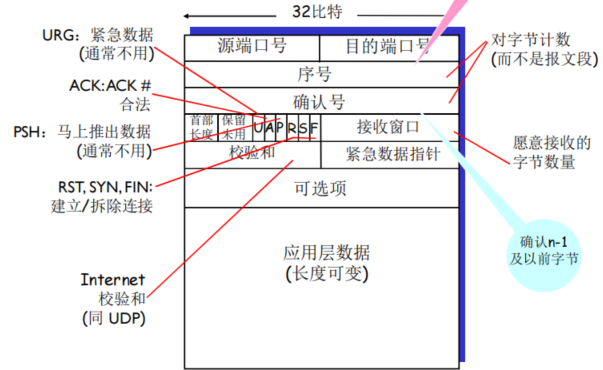 32比特
URG：紧急数据
(通常不用)
源端口号
目的端口号
对字节计数
(而不是报文段)
序号
ACK:ACK #
合法
确认号
首部
长度
保留
未用
U
A
P
R
S
F
接收窗口
PSH：马上推出数据
(通常不用)
愿意接收的
字节数量
校验和
紧急数据指针
RST, SYN, FIN:
建立/拆除连接
可选项
确认n-1
及以前字节
应用层数据
(长度可变)
Internet
校验和
(同 UDP)